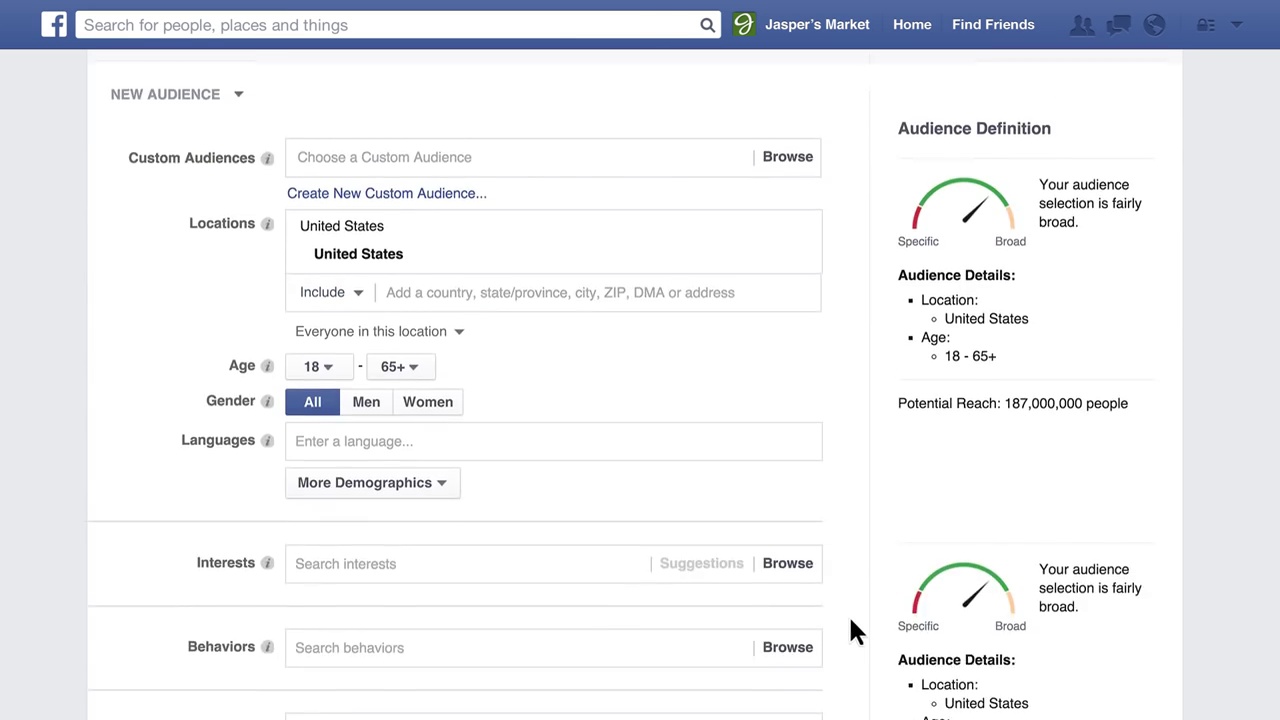 Search for people, places and things
Jasper's Market
Home
Find Friends
NEW AUDIENCE
Custom Audiences
Choose a Custom Audience
Browse
Create New Custom Audience...
Locations
United States
United States
Include
Add a country, state/province, city, ZIP, DMA or address
Everyone in this location
Age
18
-
65+
Gender
All
Men
Women
Languages
Enter a language...
More Demographics
Interests
Search interests
Suggestions
Browse
Behaviors
Search behaviors
Browse
Audience Definition
Your audience
selection is fairly
broad.
Specific
Broad
Audience Details:
Location:
United States
Age:
18 - 65+
Potential Reach: 187,000,000 people
Your audience
selection is fairly
broad.
Specific
Broad
Audience Details:
Location:
United States